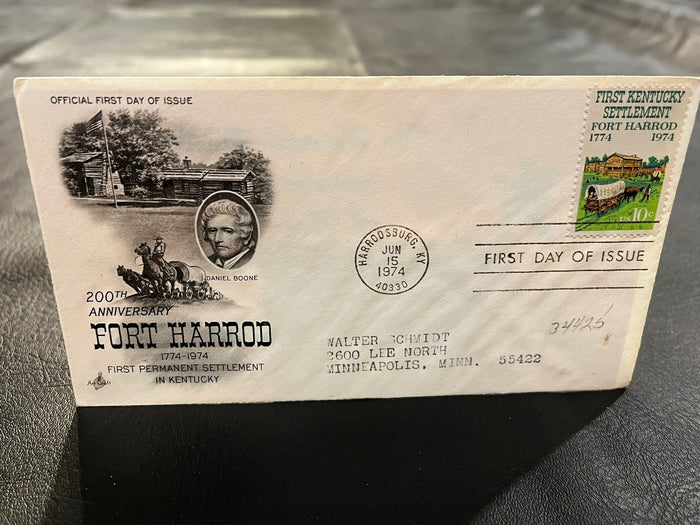 OFFICIAL FIRST DAY OF ISSUE
DANIEL BOONE
200TH
ANNIVERSARY
FORT HARROD
1774-1974
FIRST PERMANENT SETTLEMENT
IN KENTUCKY
HARRODSBURG, KY
JUN
15
1974
40330
FIRST DAY OF ISSUE
FIRST KENTUCKY
SETTLEMENT
FORT HARROD
1774 1974
US 10c
34425
WALTER SCHMIDT
2600 LEE NORTH
MINNEAPOLIS, MINN. 55422